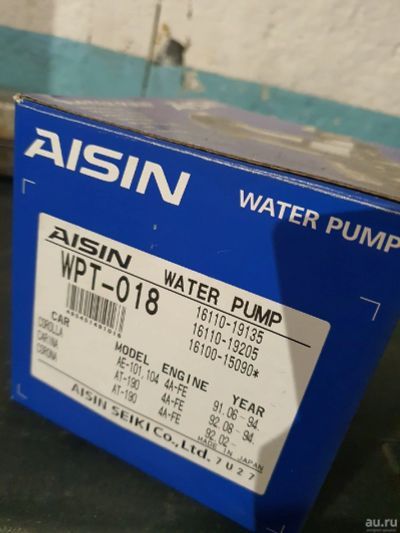 AISIN
WATER PUMP
AISIN
WPT-018
WATER PUMP
16110-19135
16110-19205
16100-15090*
CAR MODEL ENGINE YEAR
COROLLA AE-101,104 4A-FE 91.06 - 94.
CARINA AT-190 4A-FE 92.08 - 94.
CORONA AT-190 4A-FE 92.02 - 94.
MADE IN JAPAN
AISIN SEIKI Co.,Ltd. 7U27
au.ru